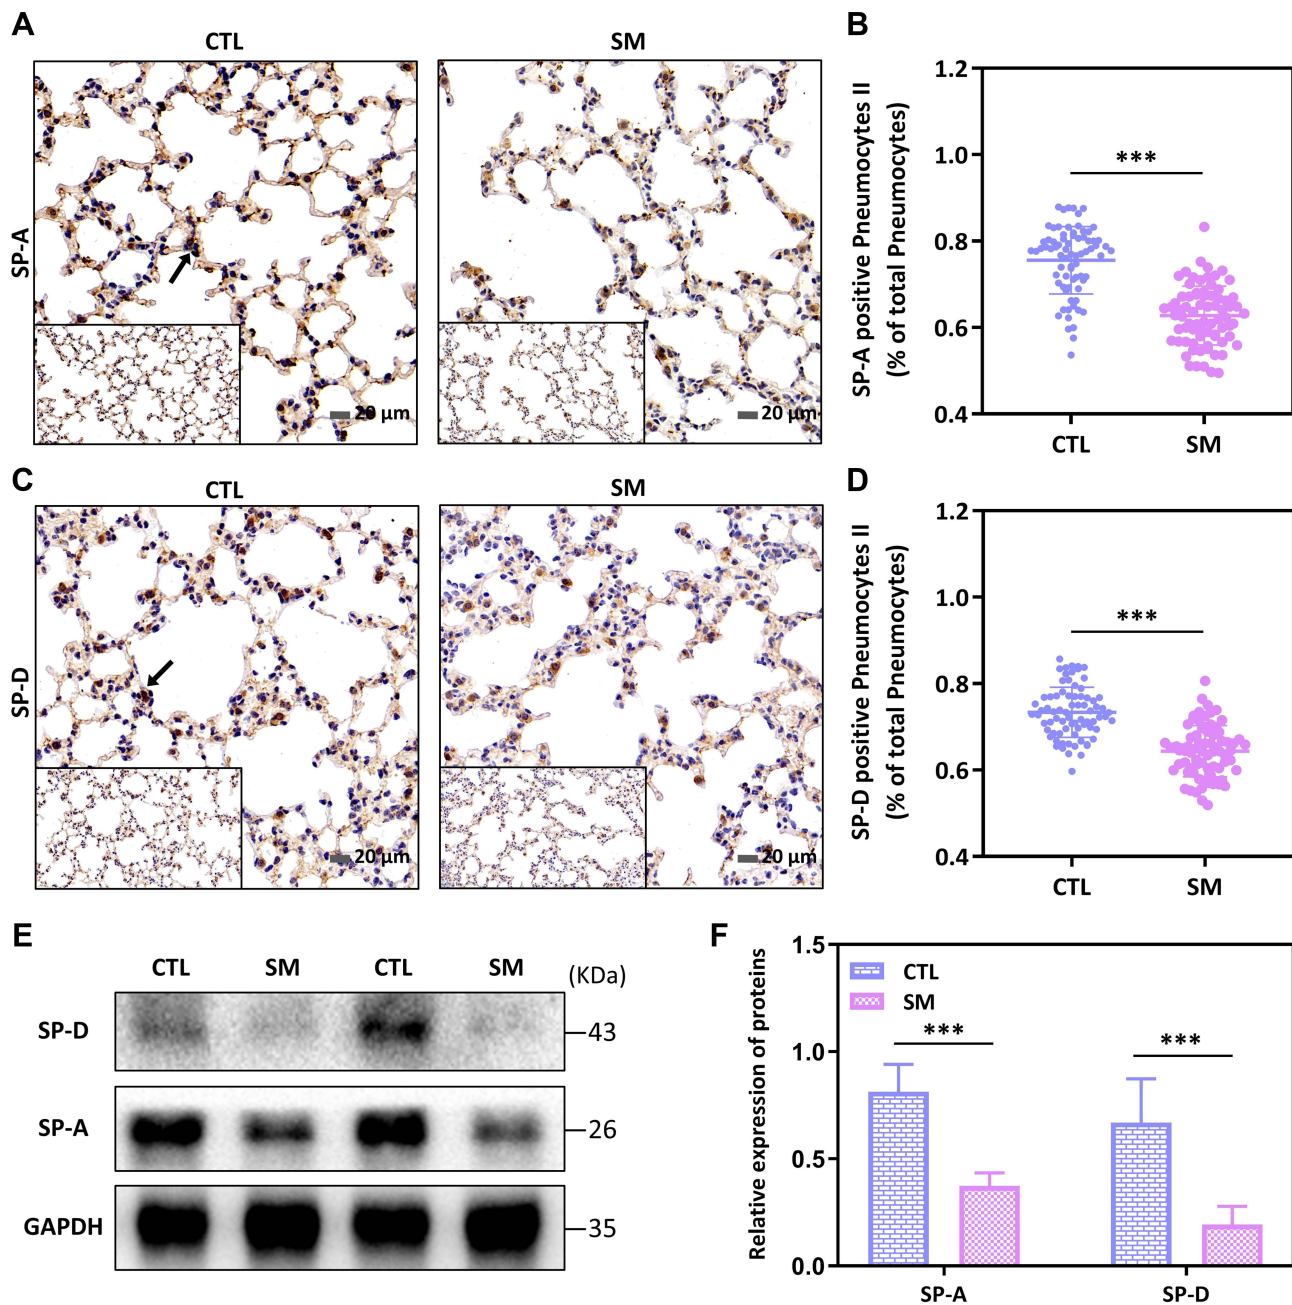 A
CTL
SM
SP-A
20 µm
20 µm
B
SP-A positive Pneumocytes II
(% of total Pneumocytes)
1.2
1.0
0.8
0.6
0.4
***
CTL
SM
C
CTL
SM
SP-D
20 µm
20 µm
D
SP-D positive Pneumocytes II
(% of total Pneumocytes)
1.2
1.0
0.8
0.6
0.4
***
CTL
SM
E
CTL SM CTL SM (KDa)
SP-D 43
SP-A 26
GAPDH 35
F
Relative expression of proteins
1.5
1.0
0.5
0.0
CTL
SM
***
***
SP-A
SP-D